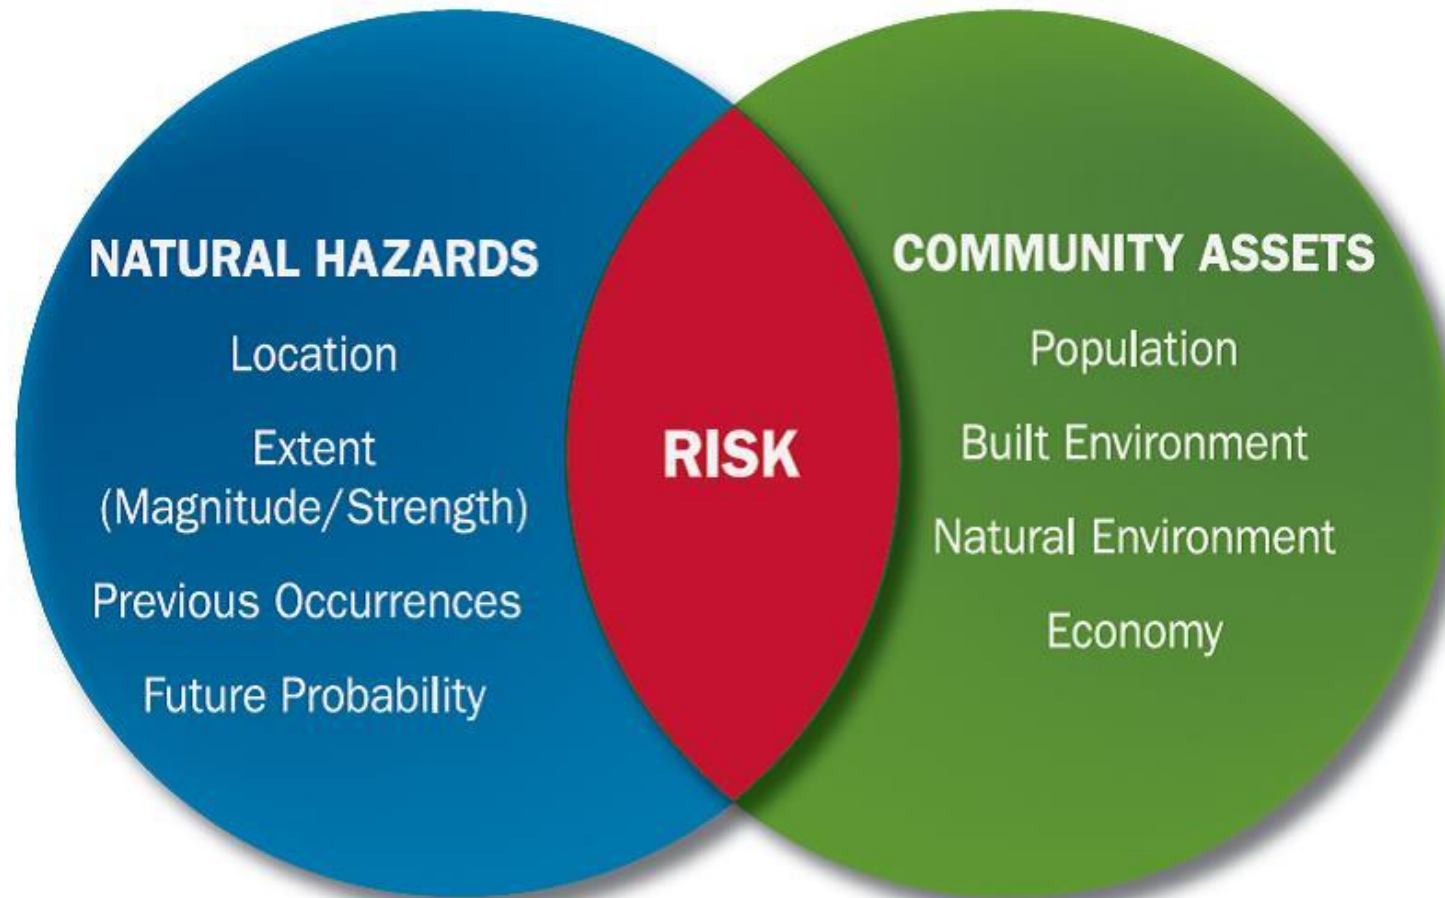 NATURAL HAZARDS
Location
Extent
(Magnitude/Strength)
Previous Occurrences
Future Probability
RISK
COMMUNITY ASSETS
Population
Built Environment
Natural Environment
Economy